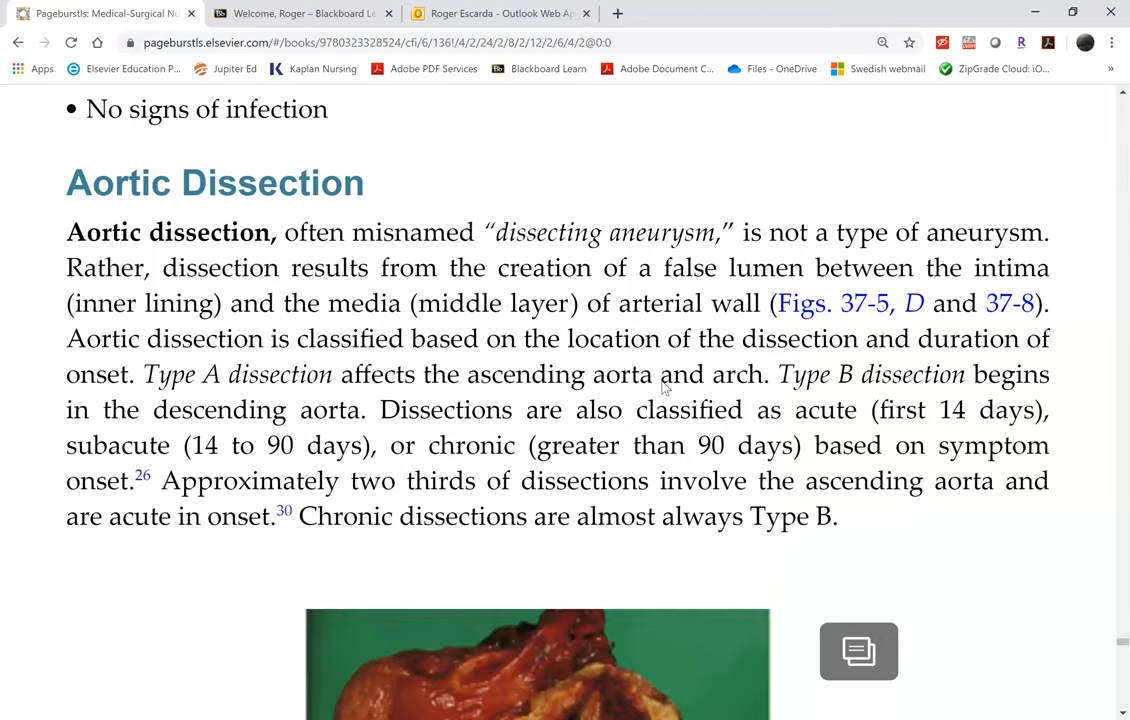 Pageburstls: Medical-Surgical Nu
Welcome, Roger – Blackboard Le
Roger Escarda - Outlook Web Ap
pageburstls.elsevier.com/#/books/9780323328524/cfi/6/136!/4/2/24/2/8/2/12/2/6/4/2@0:0
Apps
Elsevier Education P...
Jupiter Ed
Kaplan Nursing
Adobe PDF Services
Blackboard Learn
Adobe Document C...
Files - OneDrive
Swedish webmail
ZipGrade Cloud: iO...
• No signs of infection
Aortic Dissection
Aortic dissection, often misnamed “dissecting aneurysm,” is not a type of aneurysm.
Rather, dissection results from the creation of a false lumen between the intima
(inner lining) and the media (middle layer) of arterial wall (Figs. 37-5, D and 37-8).
Aortic dissection is classified based on the location of the dissection and duration of
onset. Type A dissection affects the ascending aorta and arch. Type B dissection begins
in the descending aorta. Dissections are also classified as acute (first 14 days),
subacute (14 to 90 days), or chronic (greater than 90 days) based on symptom
onset.26 Approximately two thirds of dissections involve the ascending aorta and
are acute in onset.30 Chronic dissections are almost always Type B.